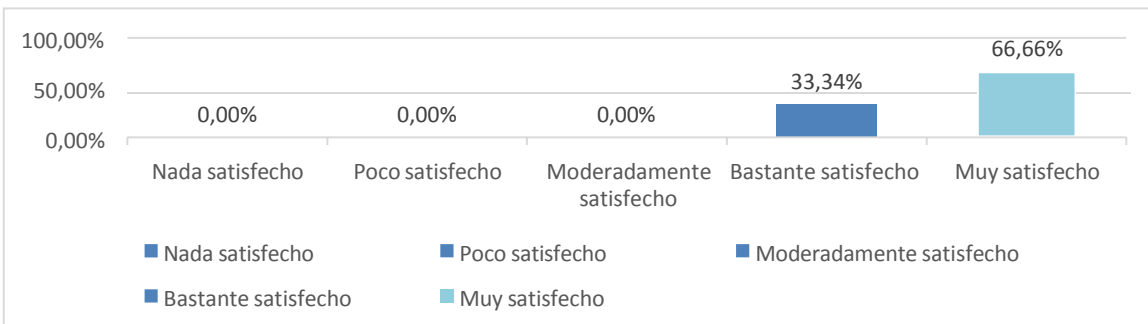 100,00%
50,00%
0,00%
0,00%
0,00%
0,00%
33,34%
66,66%
Nada satisfecho
Poco satisfecho
Moderadamente
satisfecho
Bastante satisfecho
Muy satisfecho
Nada satisfecho
Poco satisfecho
Moderadamente satisfecho
Bastante satisfecho
Muy satisfecho